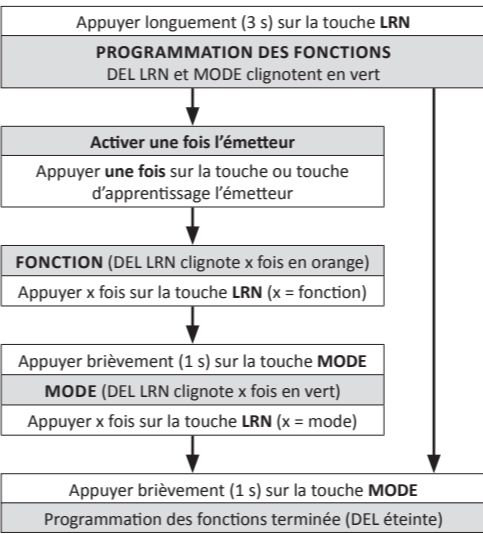 Appuyer longuement (3 s) sur la touche LRN
PROGRAMMATION DES FONCTIONS
DEL LRN et MODE clignotent en vert
Activer une fois l'émetteur
Appuyer une fois sur la touche ou touche
d'apprentissage l'émetteur
FONCTION (DEL LRN clignote x fois en orange)
Appuyer x fois sur la touche LRN (x = fonction)
Appuyer brièvement (1 s) sur la touche MODE
MODE (DEL LRN clignote x fois en vert)
Appuyer x fois sur la touche LRN (x = mode)
Appuyer brièvement (1 s) sur la touche MODE
Programmation des fonctions terminée (DEL éteinte)